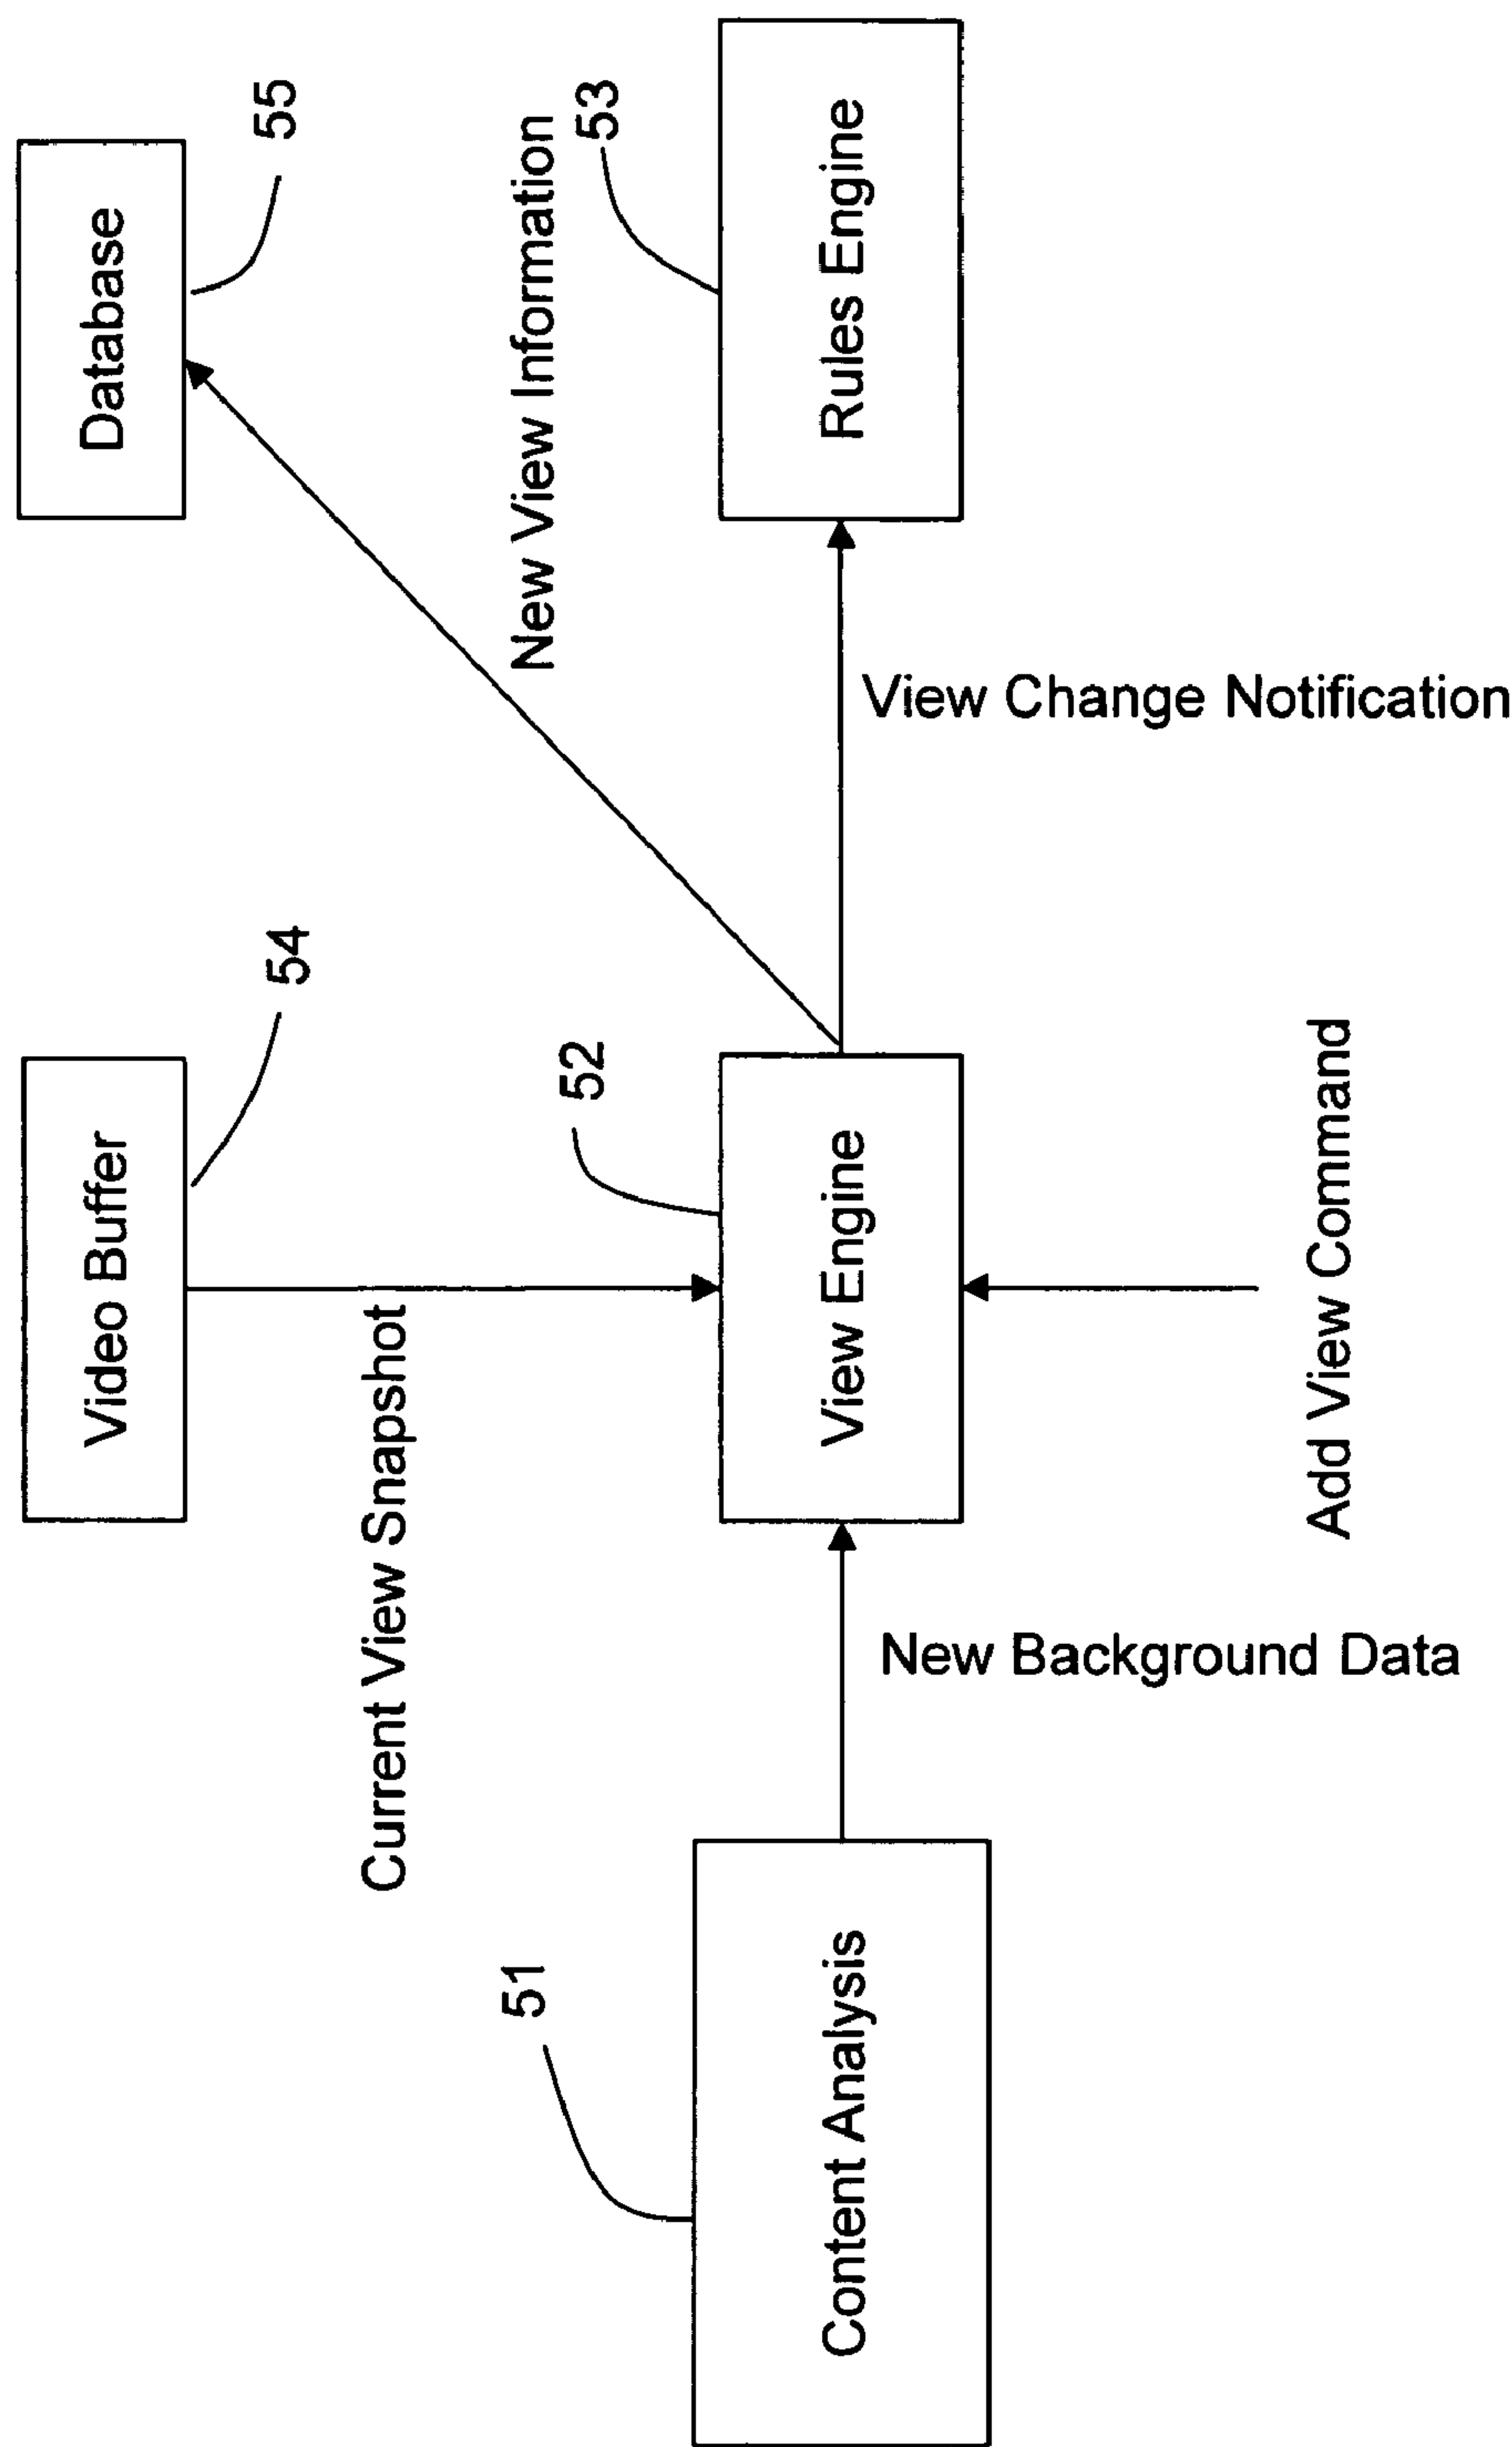 Video Buffer
54
Database
55
Current View Snapshot
New View Information
51
52
53
Content Analysis
New Background Data
View Engine
View Change Notification
Rules Engine
Add View Command